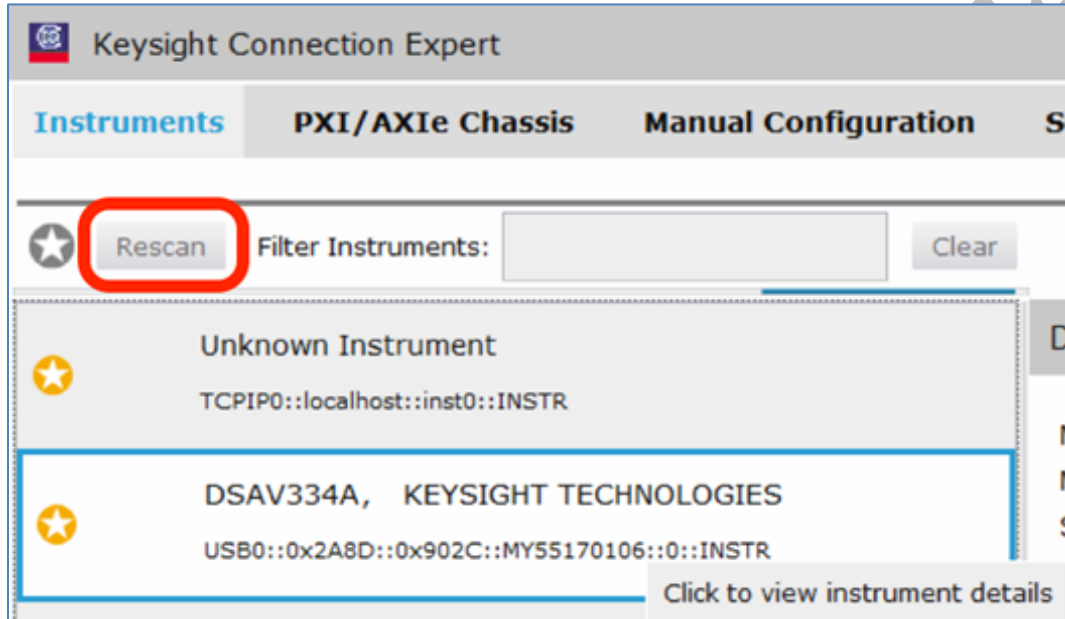 Keysight Connection Expert
Instruments PXI/AXIe Chassis Manual Configuration
Rescan Filter Instruments: Clear
Unknown Instrument
TCPIP0::localhost::inst0::INSTR
DSAV334A, KEYSIGHT TECHNOLOGIES
USB0::0x2A8D::0x902C::MY55170106::0::INSTR
Click to view instrument details